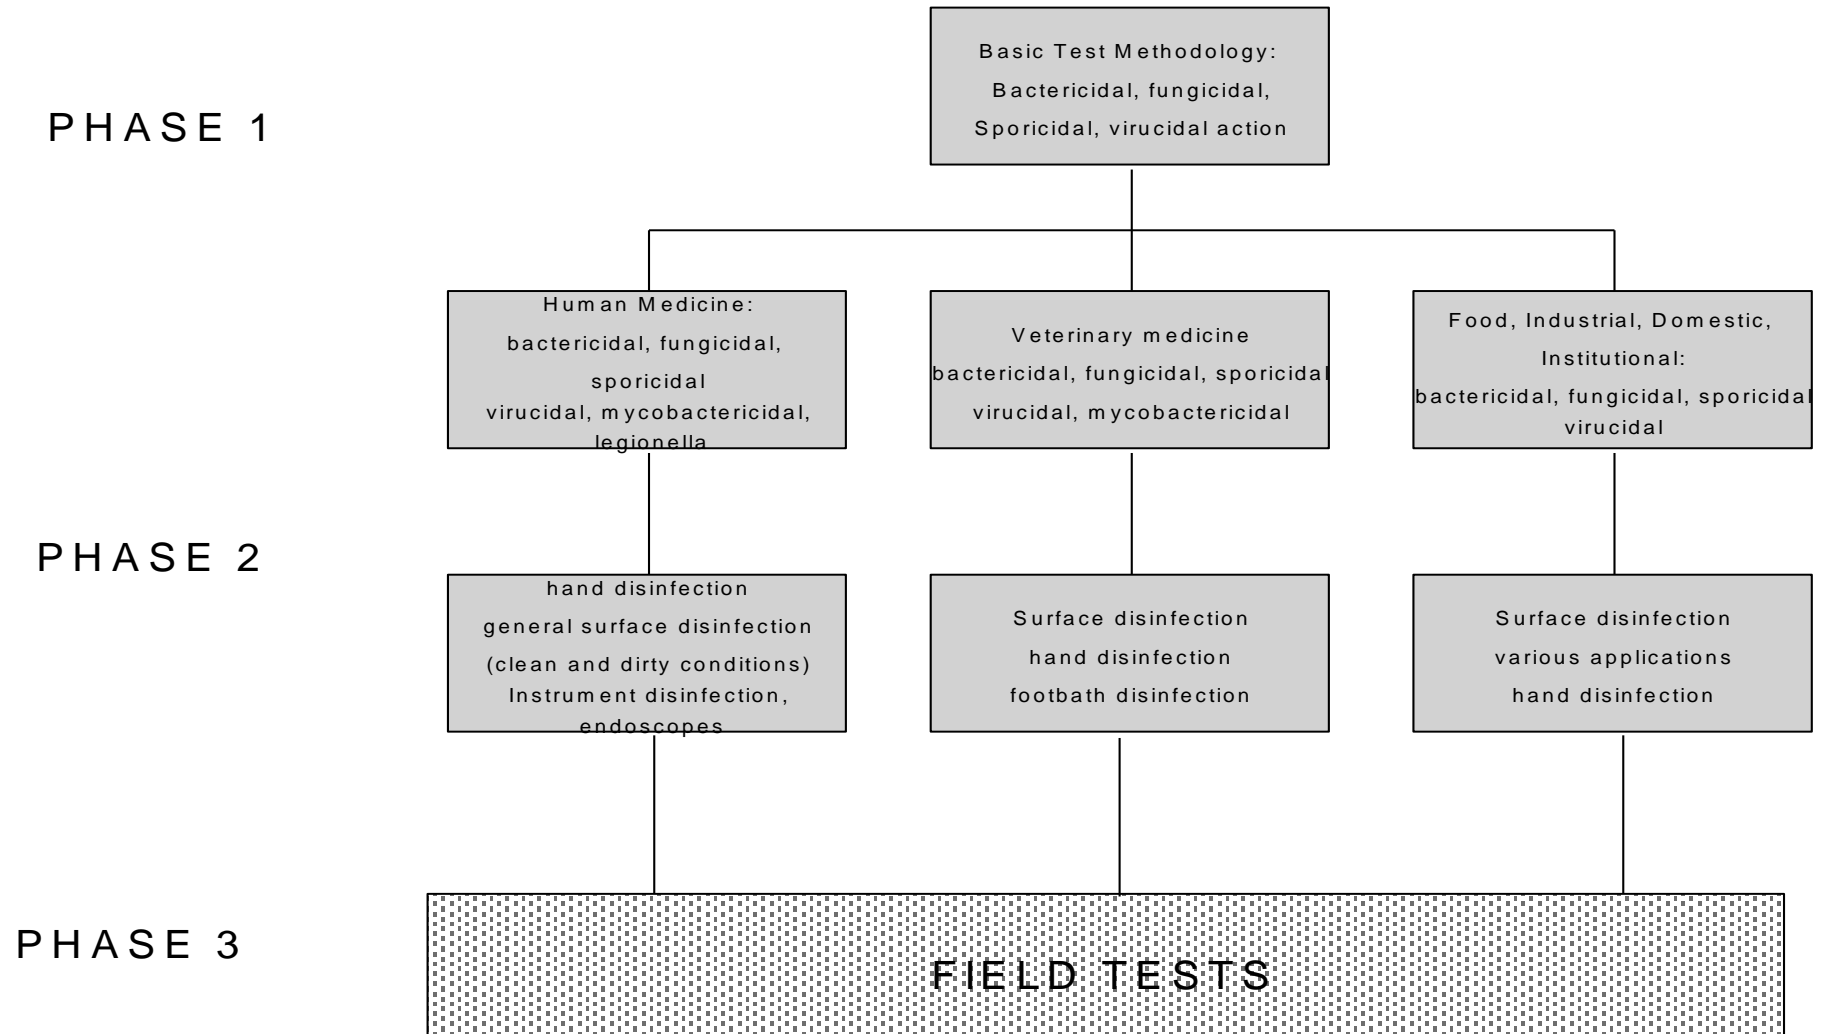 Basic Test Methodology:
Bactericidal, fungicidal,
Sporicidal, virucidal action
PHASE 1
Human Medicine:
bactericidal, fungicidal,
sporicidal
virucidal, mycobactericidal,
legionella
Veterinary medicine
bactericidal, fungicidal, sporicidal
virucidal, mycobactericidal
Food, Industrial, Domestic,
Institutional:
bactericidal, fungicidal, sporicidal
virucidal
PHASE 2
hand disinfection
general surface disinfection
(clean and dirty conditions)
Instrument disinfection,
endoscopes
Surface disinfection
hand disinfection
footbath disinfection
Surface disinfection
various applications
hand disinfection
PHASE 3
FIELD TESTS